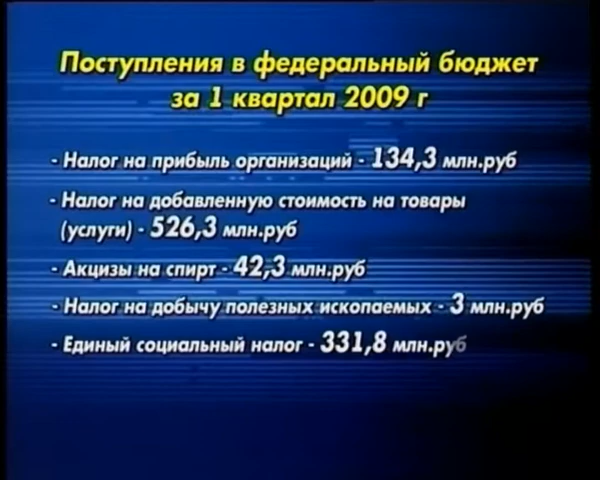 Поступления в федеральный бюджет
за 1 квартал 2009 г
- Налог на прибыль организаций - 134,3 млн.руб
- Налог на добавленную стоимость на товары
(услуги) - 526,3 млн.руб
- Акцизы на спирт - 42,3 млн.руб
- Налог на добычу полезных ископаемых - 3 млн.руб
- Единый социальный налог - 331,8 млн.руб